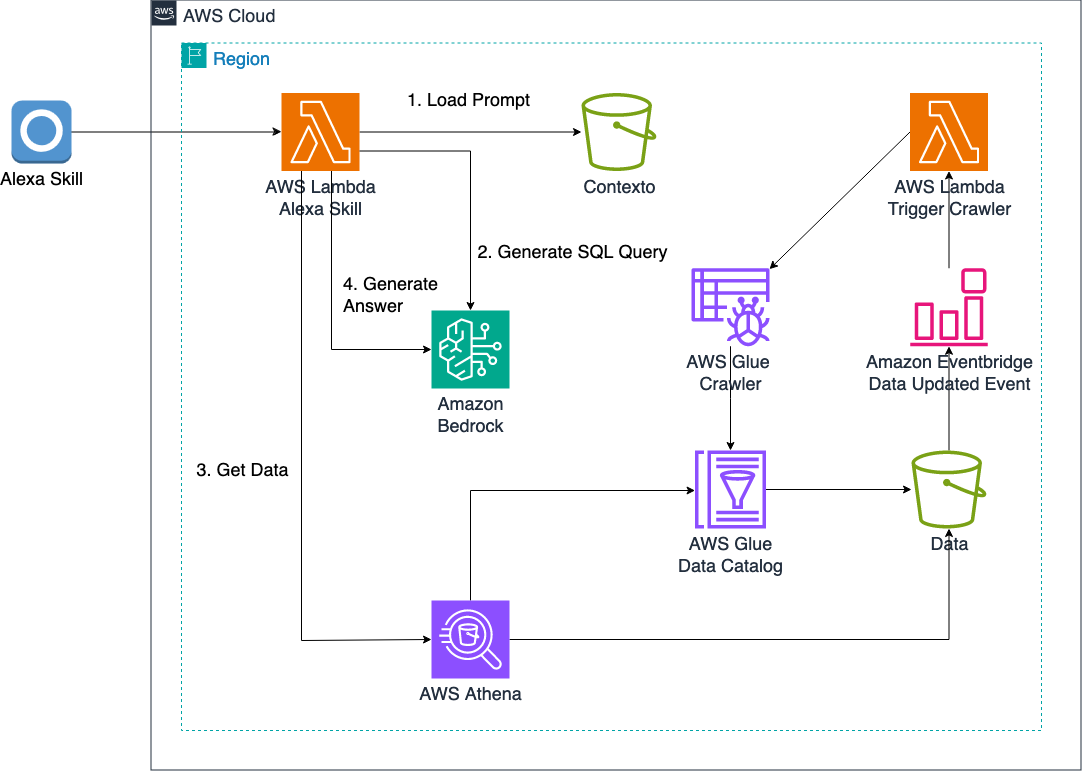 aws
AWS Cloud
Region
1. Load Prompt
Alexa Skill
AWS Lambda
Alexa Skill
Contexto
AWS Lambda
Trigger Crawler
2. Generate SQL Query
4. Generate
Answer
AWS Glue
Crawler
Amazon Eventbridge
Data Updated Event
Amazon
Bedrock
3. Get Data
AWS Glue
Data Catalog
Data
AWS Athena